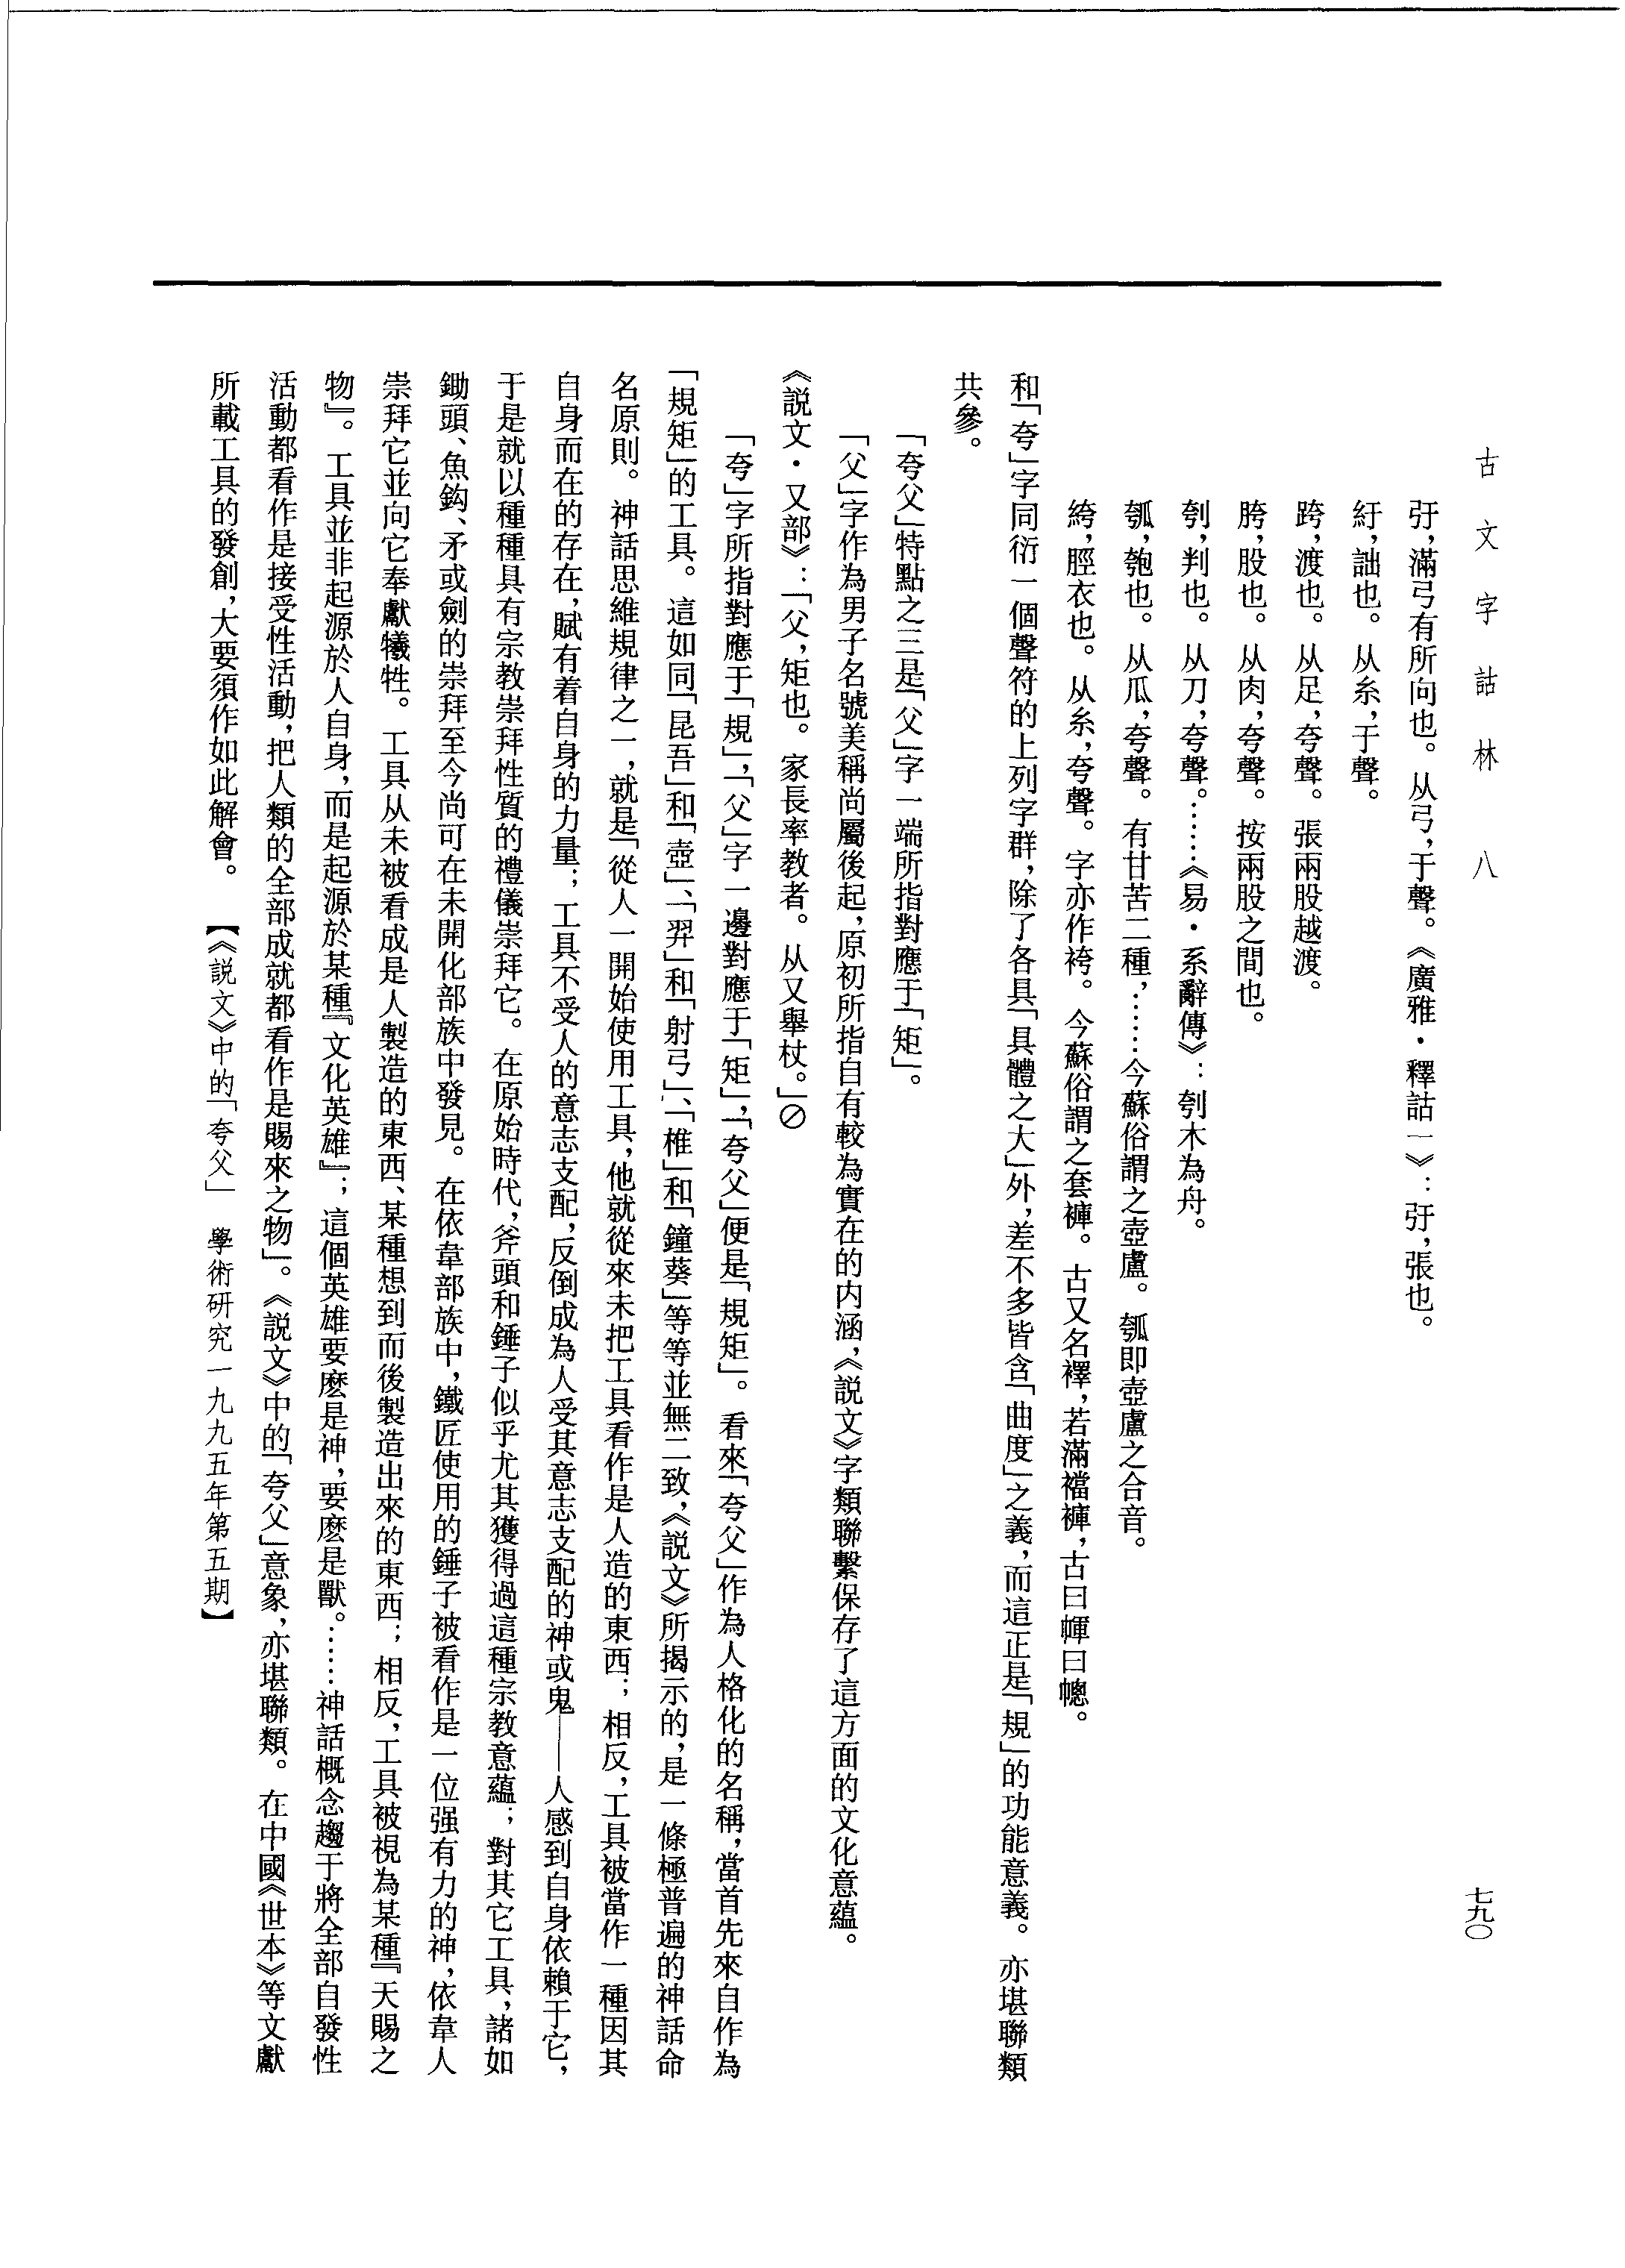 古文字詁林 八
七九〇
弙，滿弓有所向也。从弓，于聲。《廣雅·釋詁一》：弙，張也。
紆，詘也。从糸，于聲。
跨，渡也。从足，夸聲。張兩股越渡。
胯，股也。从肉，夸聲。按兩股之間也。
刳，判也。从刀，夸聲。……《易·系辭傳》：刳木為舟。
瓠，匏也。从瓜，夸聲。有甘苦二種，……今蘇俗謂之壺盧。瓠即壺盧之合音。
絝，脛衣也。从糸，夸聲。字亦作袴。今蘇俗謂之套褲。古又名襗，若滿襠褲，古曰㡓曰幒。
和「夸」字同衍一個聲符的上列字群，除了各具「具體之大」外，差不多皆含「曲度」之義，而這正是「規」的功能意義。亦堪聯類
共參。
「夸父」特點之三是「父」字一端所指對應于「矩」。
「父」字作為男子名號美稱尚屬後起，原初所指自有較為實在的内涵，《説文》字類聯繫保存了這方面的文化意蘊。
《説文·又部》：「父，矩也。家長率教者。从又舉杖。」∅
「夸」字所指對應于「規」，「父」字一邊對應于「矩」，「夸父」便是「規矩」。看來「夸父」作為人格化的名稱，當首先來自作為
「規矩」的工具。這如同「昆吾」和「壺」、「羿」和「射弓」、「椎」和「鐘葵」等等並無二致，《説文》所揭示的，是一條極普遍的神話命
名原則。神話思維規律之一，就是「從人一開始使用工具，他就從來未把工具看作是人造的東西；相反，工具被當作一種因其
自身而在的存在，賦有着自身的力量；工具不受人的意志支配，反倒成為人受其意志支配的神或鬼——人感到自身依賴于它，
于是就以種種具有宗教崇拜性質的禮儀崇拜它。在原始時代，斧頭和錘子似乎尤其獲得過這種宗教意蘊；對其它工具，諸如
鋤頭、魚鈎、矛或劍的崇拜至今尚可在未開化部族中發見。在依韋部族中，鐵匠使用的錘子被看作是一位强有力的神，依韋人
崇拜它並向它奉獻犧牲。工具从未被看成是人製造的東西、某種想到而後製造出來的東西；相反，工具被視為某種『天賜之
物』。工具並非起源於人自身，而是起源於某種『文化英雄』；這個英雄要麽是神，要麽是獸。……神話概念趨于將全部自發性
活動都看作是接受性活動，把人類的全部成就都看作是賜來之物」。《説文》中的「夸父」意象，亦堪聯類。在中國《世本》等文獻
所載工具的發創，大要須作如此解會。【《説文》中的「夸父」 學術研究一九九五年第五期】